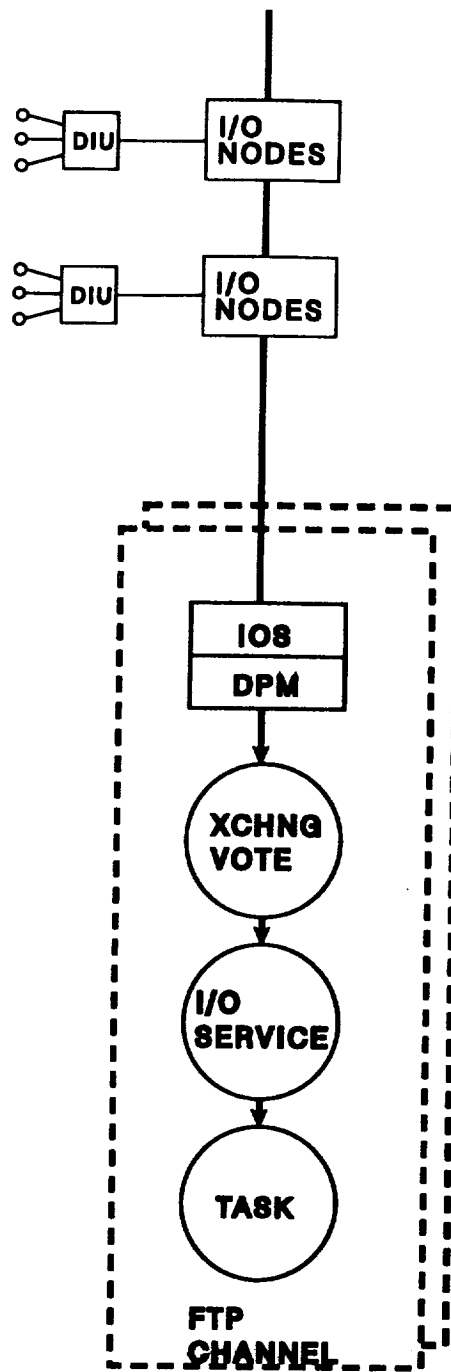 I/O
NODES
DIU
I/O
NODES
DIU
IOS
DPM
XCHNG
VOTE
I/O
SERVICE
TASK
FTP
CHANNEL